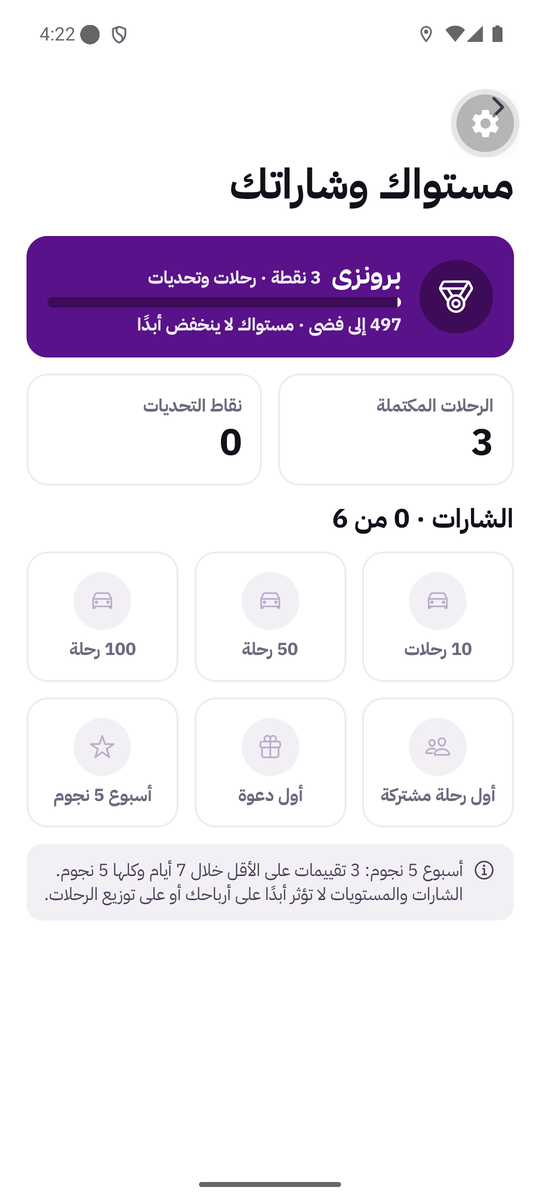 4:22
مستواك وشاراتك
برونزي 3 نقطة · رحلات وتحديات
497 إلى فضي · مستواك لا ينخفض أبدًا
الرحلات المكتملة
3
نقاط التحديات
0
الشارات · 0 من 6
10 رحلات
50 رحلة
100 رحلة
أول رحلة مشتركة
أول دعوة
أسبوع 5 نجوم
أسبوع 5 نجوم: 3 تقييمات على الأقل خلال 7 أيام وكلها 5 نجوم.
الشارات والمستويات لا تؤثر أبدًا على أرباحك أو على توزيع الرحلات.